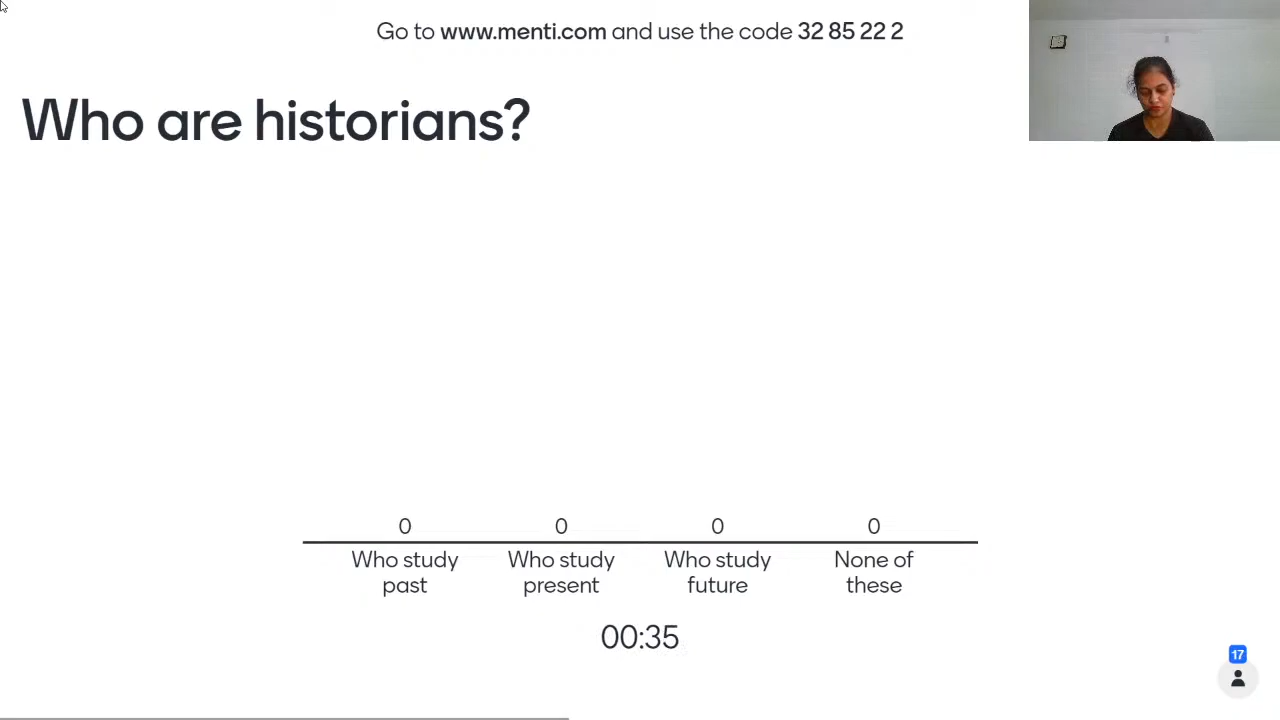 Go to www.menti.com and use the code 32 85 22 2
Who are historians?
0 0 0 0
Who study past
Who study present
Who study future
None of these
00:35
17